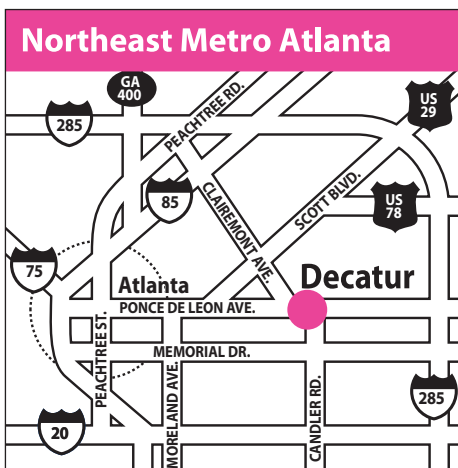 Northeast Metro Atlanta
GA
400
US
29
285
PEACHTREE RD.
85
CLAIREMONT AVE.
SCOTT BLVD.
US
78
75
Atlanta
Decatur
PONCE DE LEON AVE.
PEACHTREE ST.
MEMORIAL DR.
MORELAND AVE.
CANDLER RD.
285
20